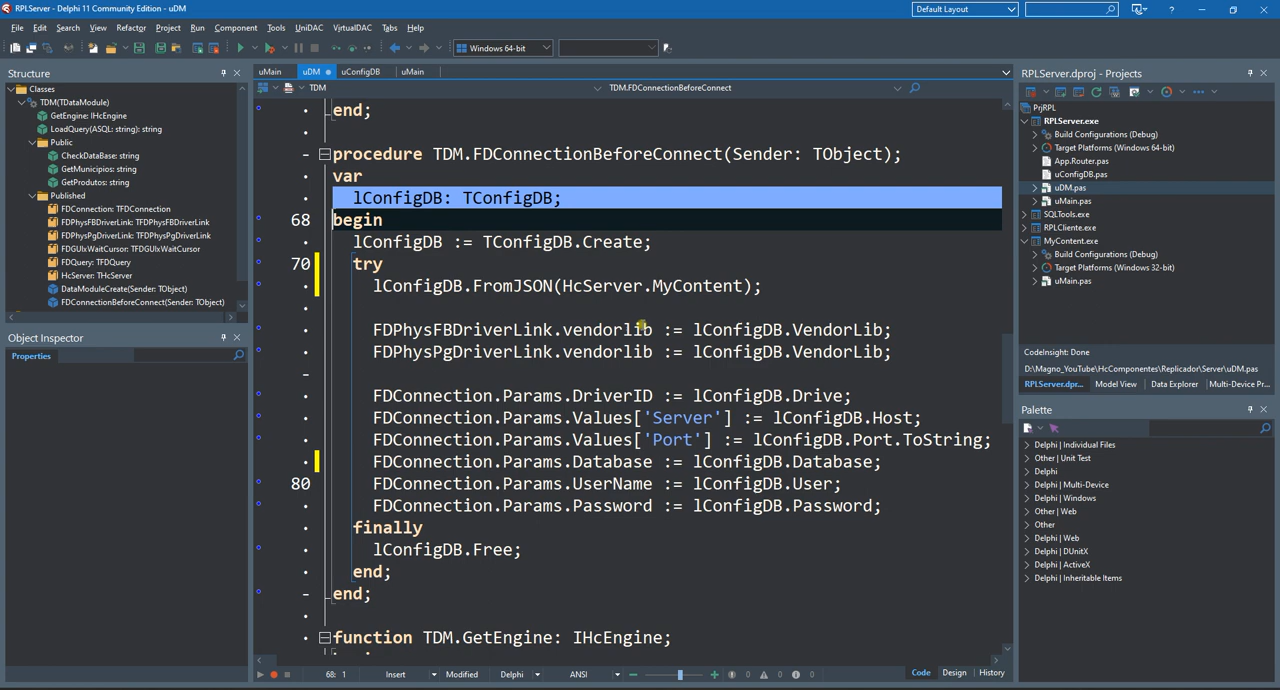 RPLServer - Delphi 11 Community Edition - uDM
Default Layout
File Edit Search View Refactor Project Run Component Tools UniDAC VirtualDAC Tabs Help
Windows 64-bit
Structure
Classes
TDM(TDataModule)
GetEngine: IHcEngine
LoadQuery(ASQL: string)
Public
CheckDataBase: string
GetMunicipios: string
GetProdutos: string
Published
FDConnection: TFDConnection
FDPhysFBDriverLink: TFDPhysFBDriverLink
FDPhysPgDriverLink: TFDPhysPgDriverLink
FDGUIxWaitCursor: TFDGUIxWaitCursor
FDQuery: TFDQuery
HcServer: THcServer
DataModuleCreate(Sender: TObject)
FDConnectionBeforeConnect(Sender: TObject)
Object Inspector
Properties
uMain uDM uConfigDB uMain
TDM TDM.FDConnectionBeforeConnect
end;
procedure TDM.FDConnectionBeforeConnect(Sender: TObject);
var
lConfigDB: TConfigDB;
68 begin
lConfigDB := TConfigDB.Create;
70 try
lConfigDB.FromJSON(HcServer.MyContent);
FDPhysFBDriverLink.vendorlib := lConfigDB.VendorLib;
FDPhysPgDriverLink.vendorlib := lConfigDB.VendorLib;
FDConnection.Params.DriverID := lConfigDB.Drive;
FDConnection.Params.Values['Server'] := lConfigDB.Host;
FDConnection.Params.Values['Port'] := lConfigDB.Port.ToString;
FDConnection.Params.Database := lConfigDB.Database;
80 FDConnection.Params.UserName := lConfigDB.User;
FDConnection.Params.Password := lConfigDB.Password;
finally
lConfigDB.Free;
end;
end;
function TDM.GetEngine: IHcEngine;
68: 1 Insert Modified Delphi ANSI 0 0 0 Code Design History
RPLServer.dproj - Projects
PrjRPL
RPLServer.exe
Build Configurations (Debug)
Target Platforms (Windows 64-bit)
App.Router.pas
uConfigDB.pas
uDM.pas
uMain.pas
SQLTools.exe
RPLCliente.exe
MyContent.exe
Build Configurations (Debug)
Target Platforms (Windows 32-bit)
uMain.pas
CodeInsight: Done
D:\Magno_YouTube\HcComponentes\Replicador\Server\uDM.pas
RPLServer.dpr... Model View Data Explorer Multi-Device Pr...
Palette
Delphi | Individual Files
Other | Unit Test
Delphi
Delphi | Multi-Device
Delphi | Windows
Other | Web
Other
Delphi | Web
Delphi | DUnitX
Delphi | ActiveX
Delphi | Inheritable Items